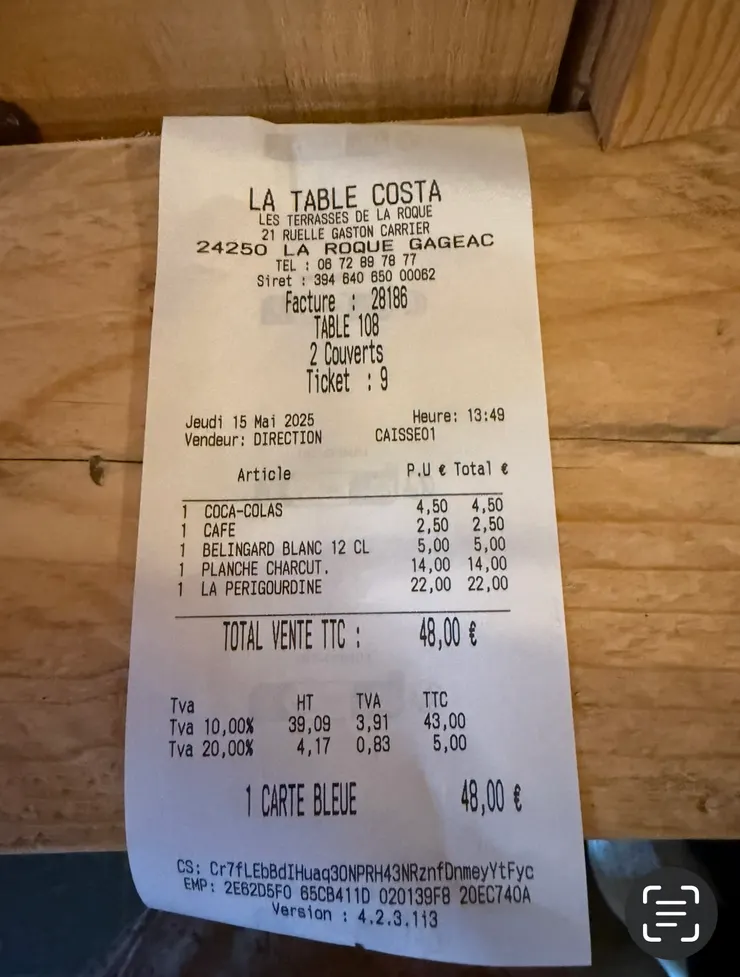 LA TABLE COSTA
LES TERRASSES DE LA ROQUE
21 RUELLE GASTON CARRIER
24250 LA ROQUE GAGEAC
TEL : 06 72 89 78 77
Siret : 394 640 650 00062
Facture : 28186
TABLE 108
2 Couverts
Ticket : 9
Jeudi 15 Mai 2025 Heure: 13:49
Vendeur: DIRECTION CAISSE01
Article P.U € Total €
1 COCA-COLAS 4,50 4,50
1 CAFE 2,50 2,50
1 BELINGARD BLANC 12 CL 5,00 5,00
1 PLANCHE CHARCUT. 14,00 14,00
1 LA PERIGOURDINE 22,00 22,00
TOTAL VENTE TTC : 48,00 €
Tva HT TVA TTC
Tva 10,00% 39,09 3,91 43,00
Tva 20,00% 4,17 0,83 5,00
1 CARTE BLEUE 48,00 €
CS: Cr7fLEbBdIHuaq3ONPRH43NRznfDnmeyYtFyc
EMP: 2E62D5F0 65CB411D 020139F8 20EC740A
Version : 4.2.3.113